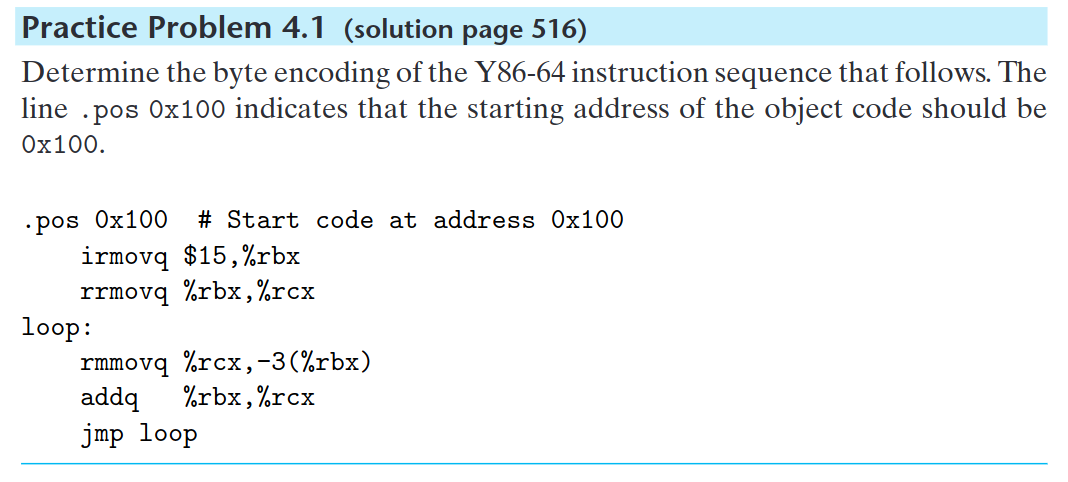 Practice Problem 4.1 (solution page 516)
Determine the byte encoding of the Y86-64 instruction sequence that follows. The
line .pos 0x100 indicates that the starting address of the object code should be
0x100.
.pos 0x100  # Start code at address 0x100
    irmovq $15,%rbx
    rrmovq %rbx,%rcx
loop:
    rmmovq %rcx,-3(%rbx)
    addq   %rbx,%rcx
    jmp loop